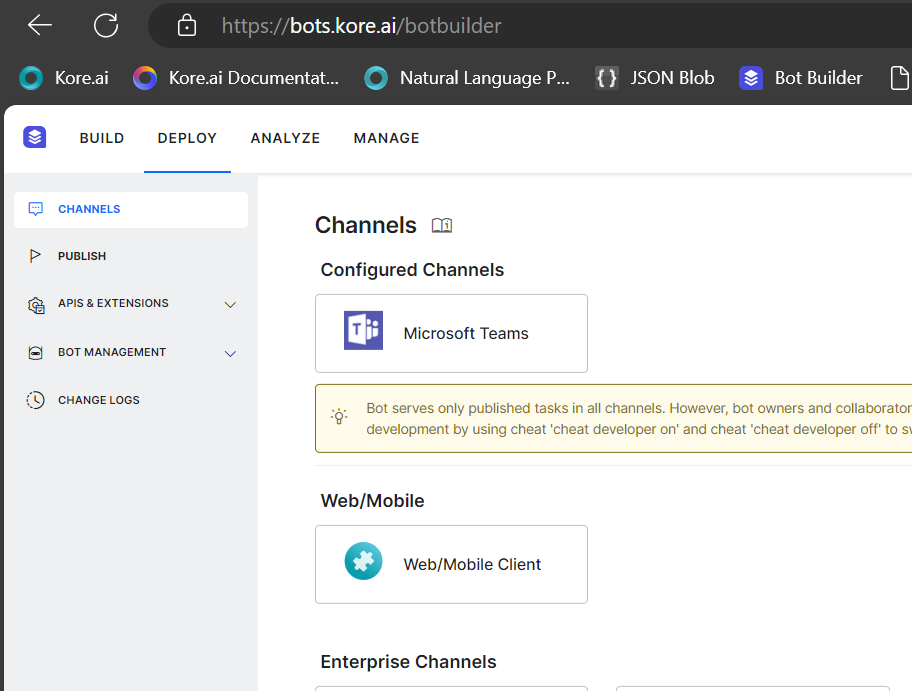 https://bots.kore.ai/botbuilder
Kore.ai Kore.ai Documentat... Natural Language P... JSON Blob Bot Builder
BUILD DEPLOY ANALYZE MANAGE
CHANNELS
PUBLISH
APIS & EXTENSIONS
BOT MANAGEMENT
CHANGE LOGS
Channels
Configured Channels
Microsoft Teams
Bot serves only published tasks in all channels. However, bot owners and collaborator
development by using cheat 'cheat developer on' and cheat 'cheat developer off' to sw
Web/Mobile
Web/Mobile Client
Enterprise Channels